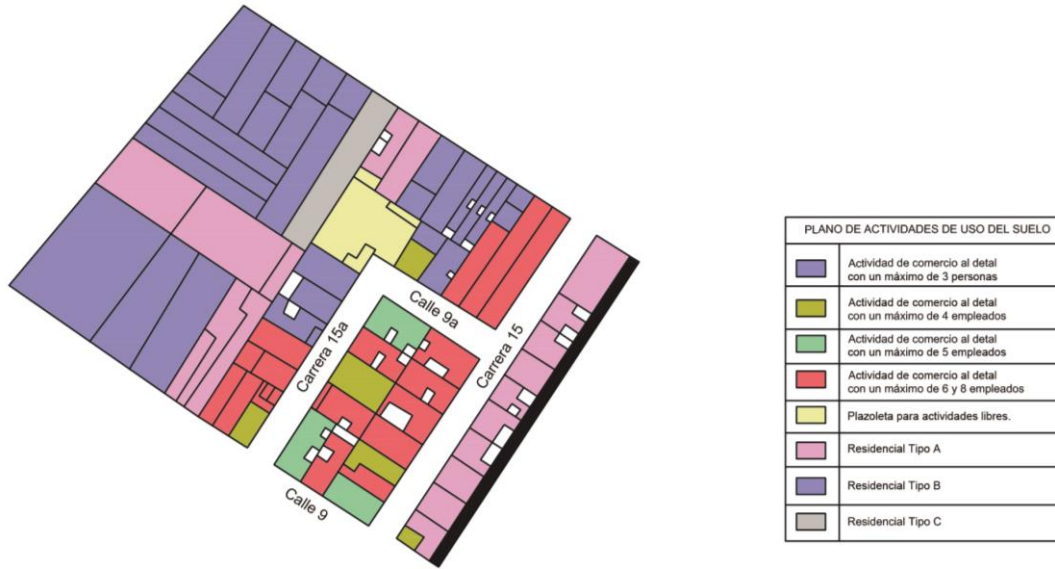 Calle 9a
Carrera 15a
Carrera 15
Calle 9
PLANO DE ACTIVIDADES DE USO DEL SUELO
Actividad de comercio al detal
con un máximo de 3 personas
Actividad de comercio al detal
con un máximo de 4 empleados
Actividad de comercio al detal
con un máximo de 5 empleados
Actividad de comercio al detal
con un máximo de 6 y 8 empleados
Plazoleta para actividades libres.
Residencial Tipo A
Residencial Tipo B
Residencial Tipo C